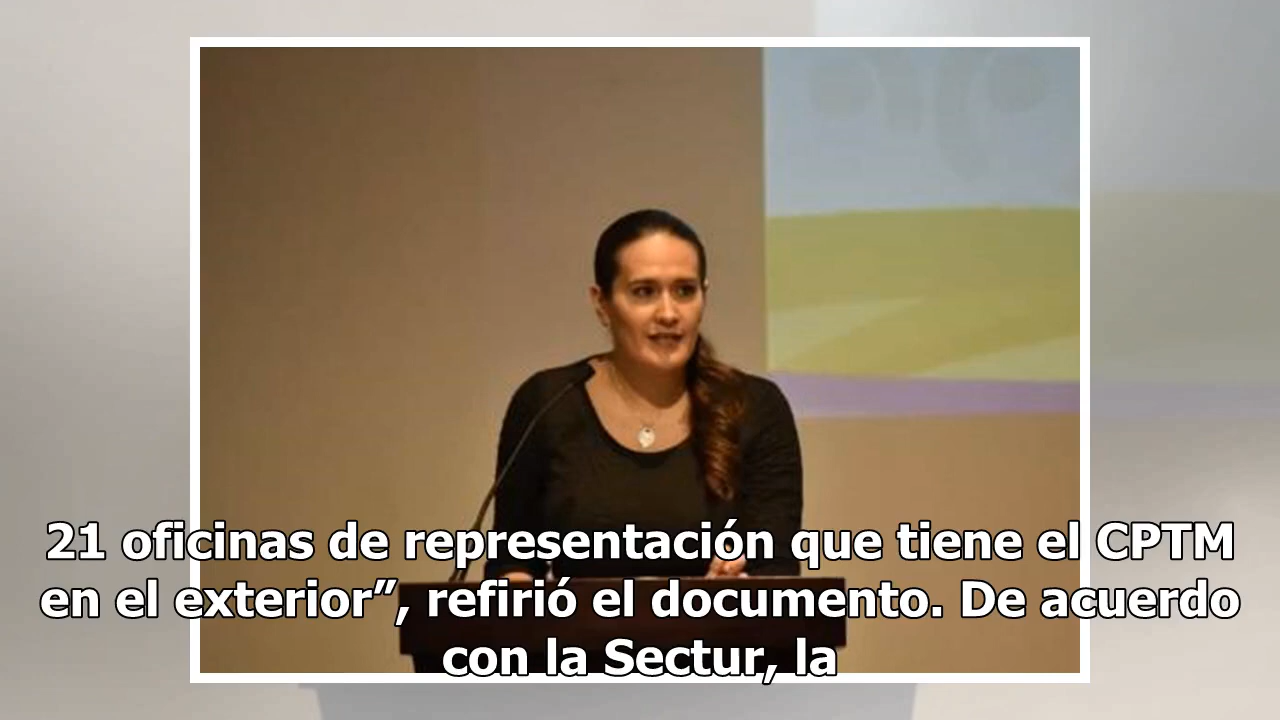 21 oficinas de representación que tiene el CPTM
en el exterior”, refirió el documento. De acuerdo
con la Sectur, la